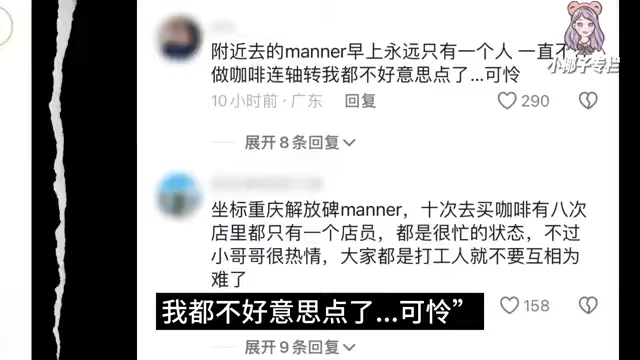 附近去的manner早上永远只有一个人 一直不
做咖啡连轴转我都不好意思点了...可怜
小椰子专栏
10小时前·广东 回复 290
展开8条回复
坐标重庆解放碑manner，十次去买咖啡有八次
店里都只有一个店员，都是很忙的状态，不过
小哥哥很热情，大家都是打工人就不要互相为
难了
158
我都不好意思点了...可怜”
展开9条回复